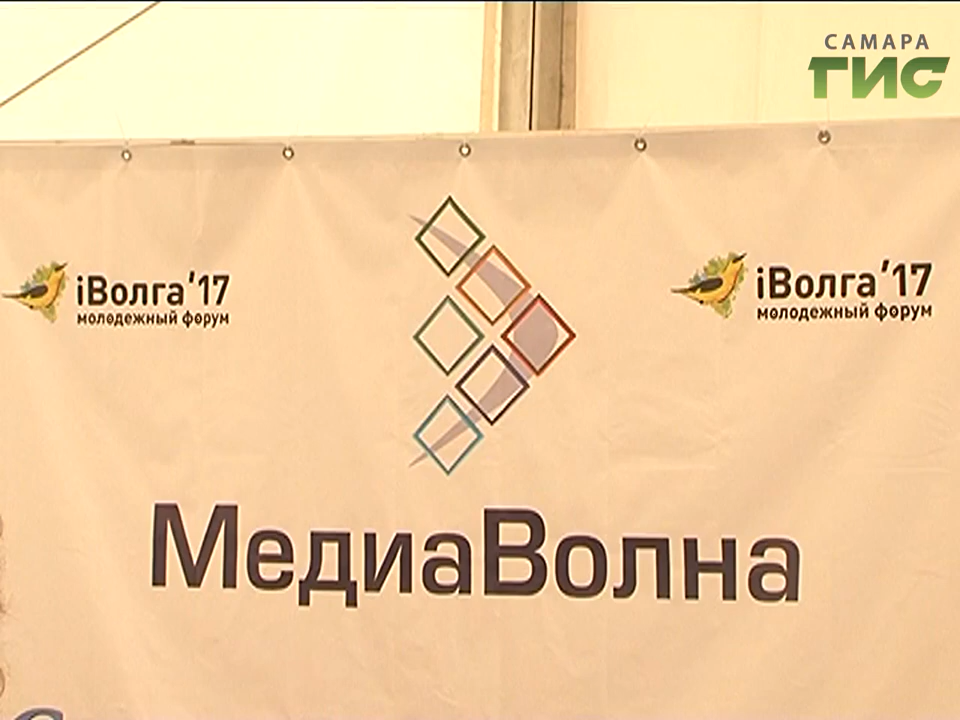 САМАРА
ГИС
iВолга'17
молодежный форум
iВолга'17
молодежный форум
МедиаВолна